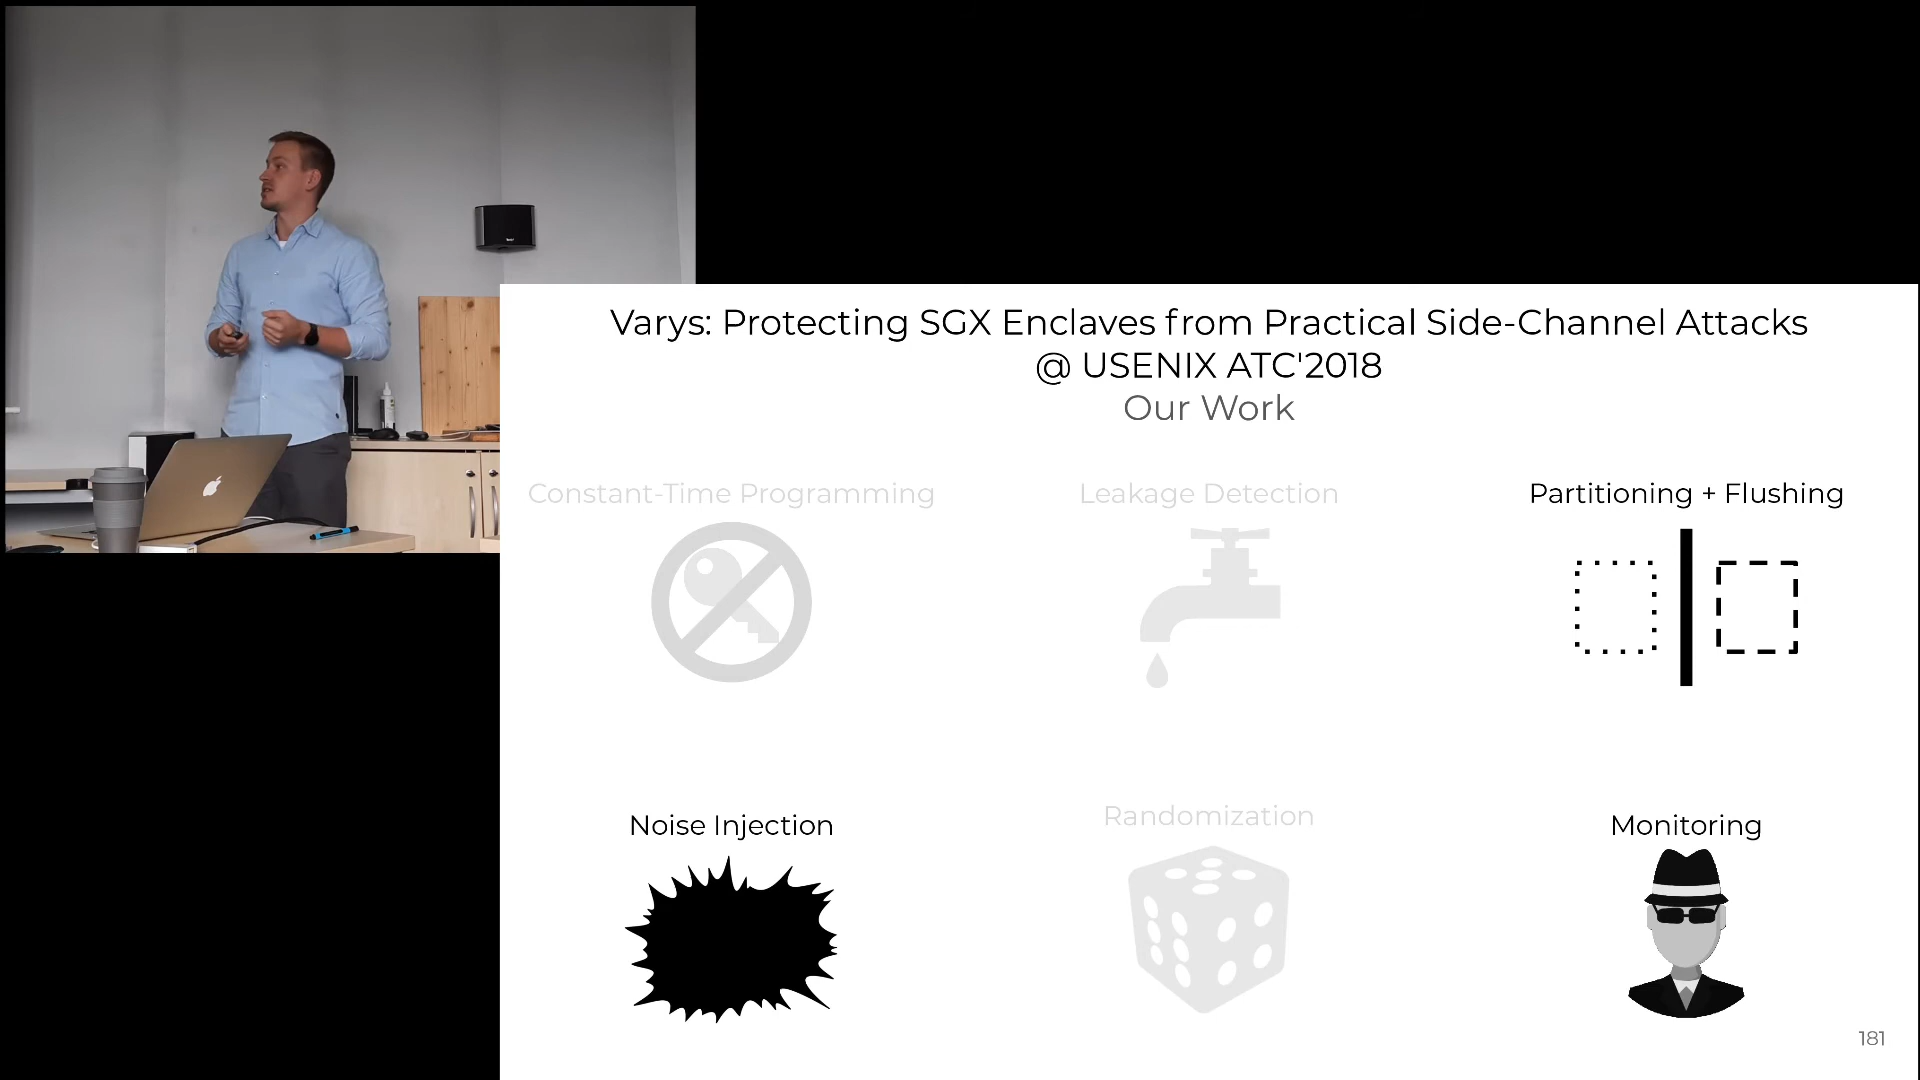 Varys: Protecting SGX Enclaves from Practical Side-Channel Attacks
@ USENIX ATC'2018
Our Work
Constant-Time Programming
Leakage Detection
Partitioning + Flushing
Noise Injection
Randomization
Monitoring
181